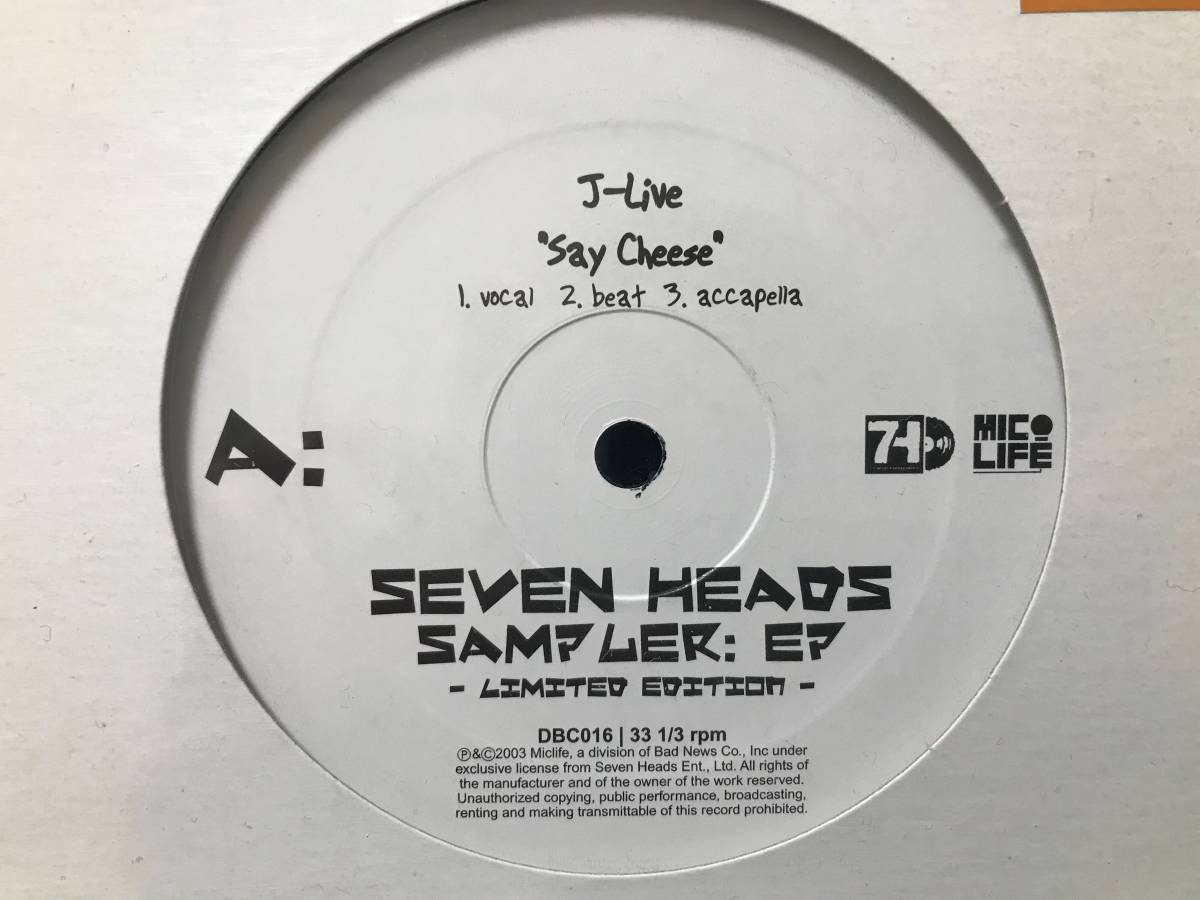 J-Live
"Say Cheese"
1. vocal 2. beat 3. accapella
A:
7H
MIC
LIFE
SEVEN HEADS
SAMPLER: EP
- LIMITED EDITION -
DBC016 | 33 1/3 rpm
℗&©2003 Miclife, a division of Bad News Co., Inc under
exclusive license from Seven Heads Ent., Ltd. All rights of
the manufacturer and of the owner of the work reserved.
Unauthorized copying, public performance, broadcasting,
renting and making transmittable of this record prohibited.